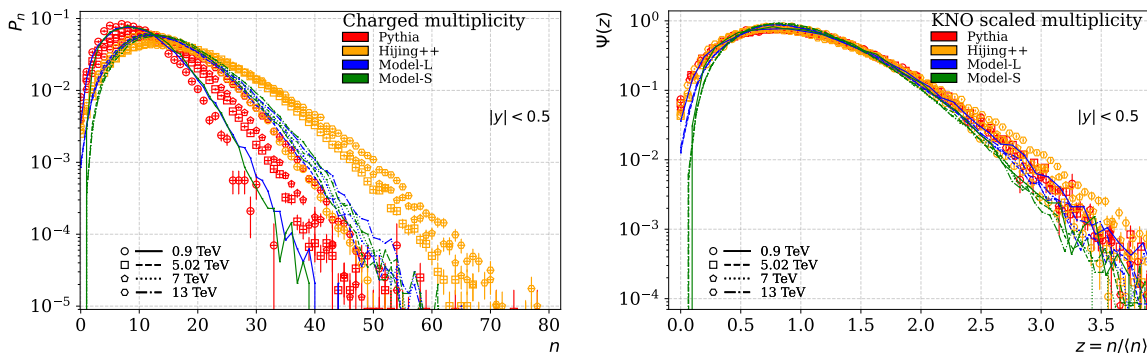 Charged multiplicity
Pythia
Hijing++
Model-L
Model-S
|y| < 0.5
0.9 TeV
5.02 TeV
7 TeV
13 TeV
Pₙ
10⁻¹
10⁻²
10⁻³
10⁻⁴
10⁻⁵
0 10 20 30 40 50 60 70 80
n
KNO scaled multiplicity
Pythia
Hijing++
Model-L
Model-S
|y| < 0.5
0.9 TeV
5.02 TeV
7 TeV
13 TeV
Ψ(z)
10⁰
10⁻¹
10⁻²
10⁻³
10⁻⁴
0.0 0.5 1.0 1.5 2.0 2.5 3.0 3.5
z = n/⟨n⟩